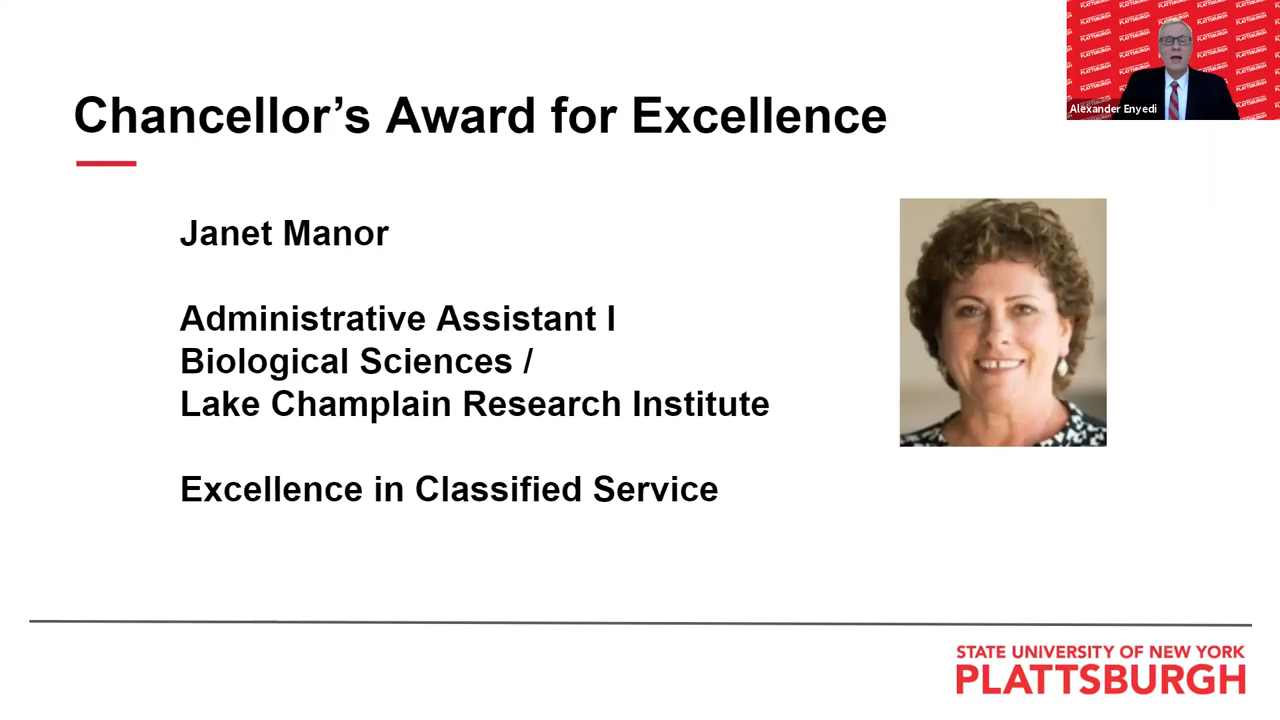 Chancellor’s Award for Excellence
Alexander Enyedi
Janet Manor
Administrative Assistant I
Biological Sciences /
Lake Champlain Research Institute
Excellence in Classified Service
STATE UNIVERSITY OF NEW YORK
PLATTSBURGH